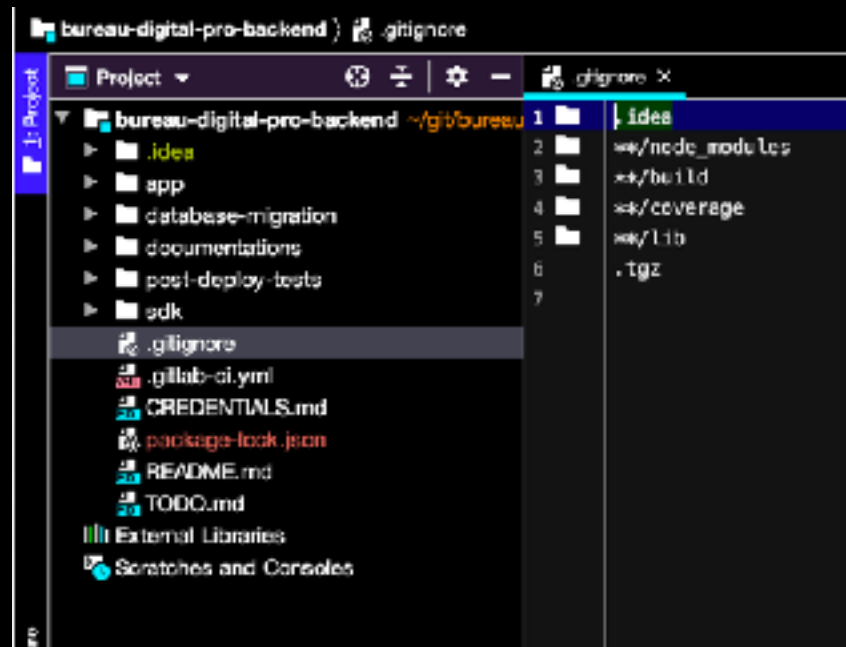 bureau-digital-pro-backend 〉 .gitignore
1: Project
Project
bureau-digital-pro-backend ~/git/bureau
.idea
app
database-migration
documentations
post-deploy-tests
sdk
.gitignore
.gitlab-ci.yml
CREDENTIALS.md
package-lock.json
README.md
TODO.md
External Libraries
Scratches and Consoles
.gitignore ×
1 .idea
2 **/node_modules
3 **/build
4 **/coverage
5 **/lib
6 .tgz
7